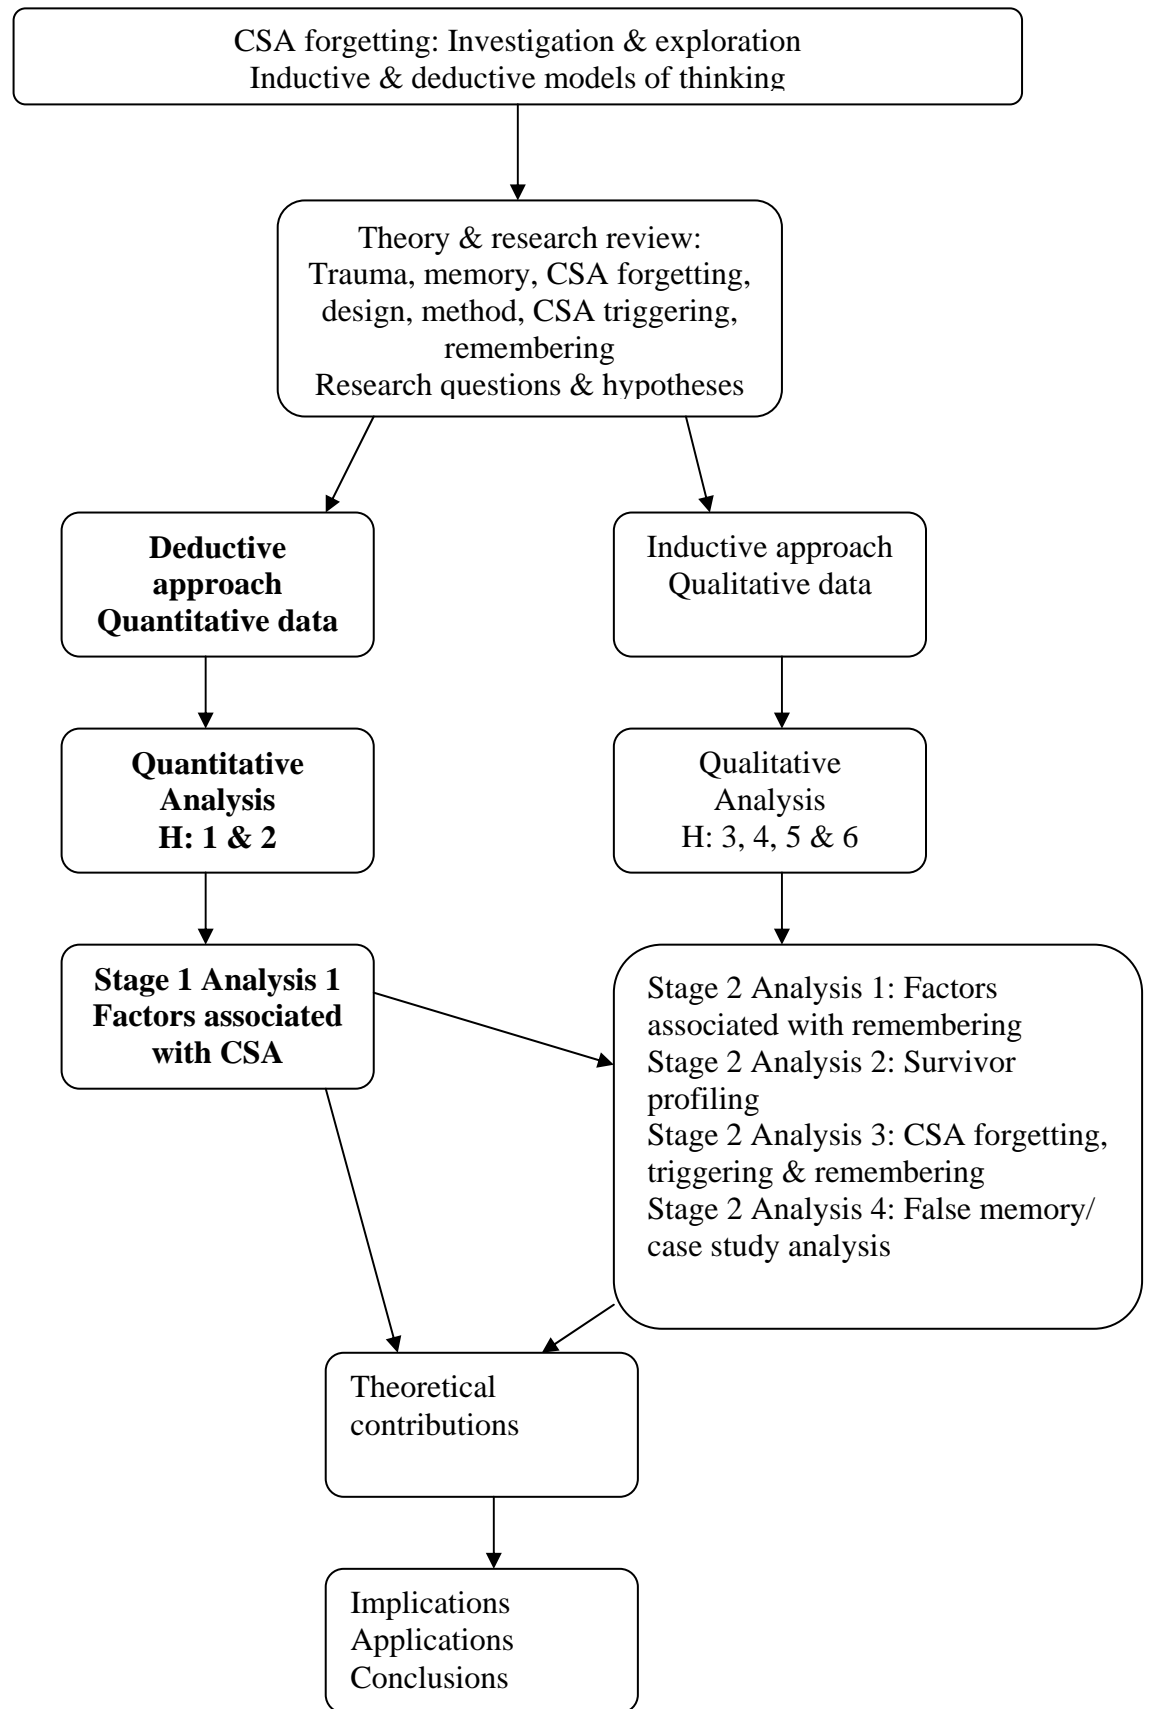 CSA forgetting: Investigation & exploration
Inductive & deductive models of thinking
Theory & research review:
Trauma, memory, CSA forgetting,
design, method, CSA triggering,
remembering
Research questions & hypotheses
Deductive
approach
Quantitative data
Inductive approach
Qualitative data
Quantitative
Analysis
H: 1 & 2
Qualitative
Analysis
H: 3, 4, 5 & 6
Stage 1 Analysis 1
Factors associated
with CSA
Stage 2 Analysis 1: Factors
associated with remembering
Stage 2 Analysis 2: Survivor
profiling
Stage 2 Analysis 3: CSA forgetting,
triggering & remembering
Stage 2 Analysis 4: False memory/
case study analysis
Theoretical
contributions
Implications
Applications
Conclusions